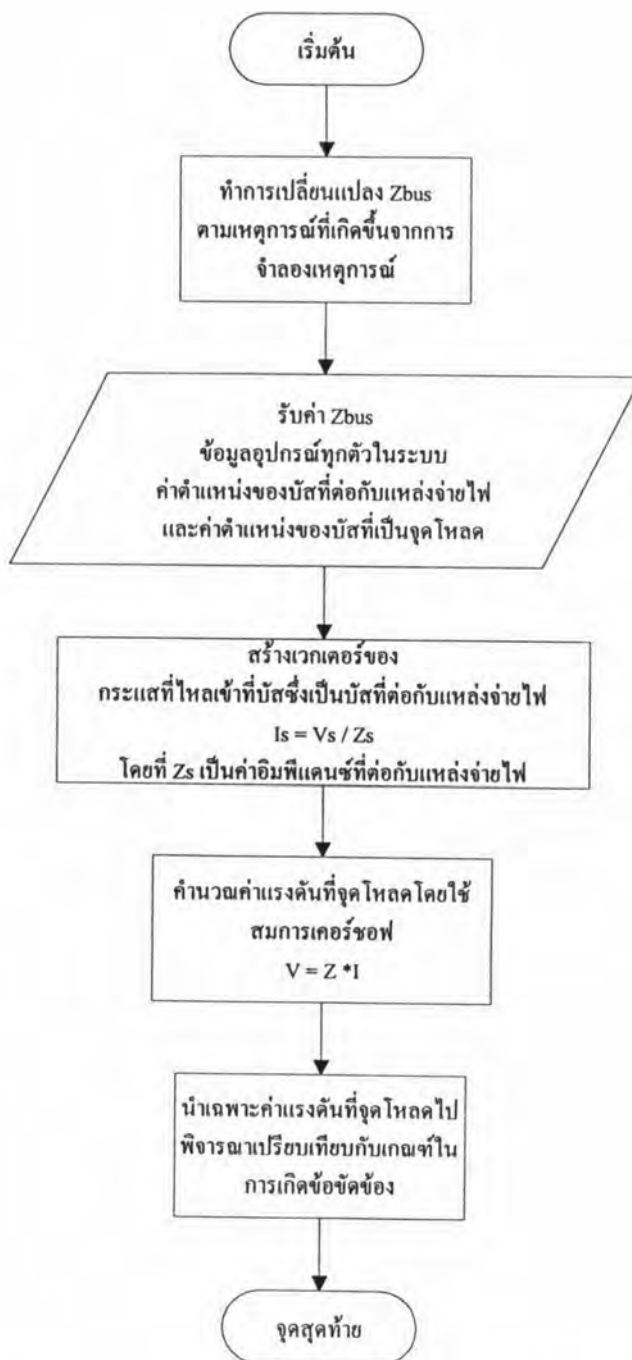 เริ่มต้น
ทำการเปลี่ยนแปลง Zbus
ตามเหตุการณ์ที่เกิดขึ้นจากการ
จำลองเหตุการณ์
รับค่า Zbus
ข้อมูลอุปกรณ์ทุกตัวในระบบ
ค่าตำแหน่งของบัสที่ต่อกับแหล่งจ่ายไฟ
และค่าตำแหน่งของบัสที่เป็นจุดโหลด
สร้างเวกเตอร์ของ
กระแสที่ไหลเข้าที่บัสซึ่งเป็นบัสที่ต่อกับแหล่งจ่ายไฟ
Is = Vs / Zs
โดยที่ Zs เป็นค่าอิมพีแดนซ์ที่ต่อกับแหล่งจ่ายไฟ
คำนวณค่าแรงดันที่จุดโหลดโดยใช้
สมการเคอร์ชอฟ
V = Z *I
นำเฉพาะค่าแรงดันที่จุดโหลดไป
พิจารณาเปรียบเทียบกับเกณฑ์ใน
การเกิดข้อขัดข้อง
จุดสุดท้าย